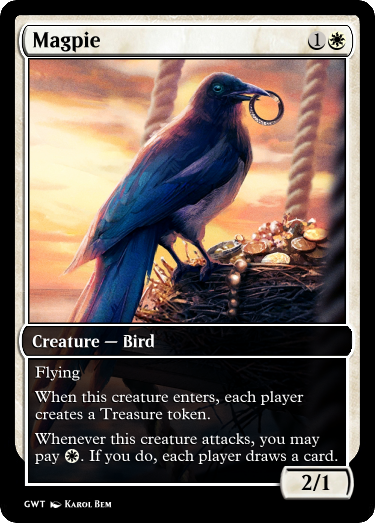 Magpie 1
Creature — Bird
Flying
When this creature enters, each player
creates a Treasure token.
Whenever this creature attacks, you may
pay . If you do, each player draws a card.
2/1
GWT Karol Bem